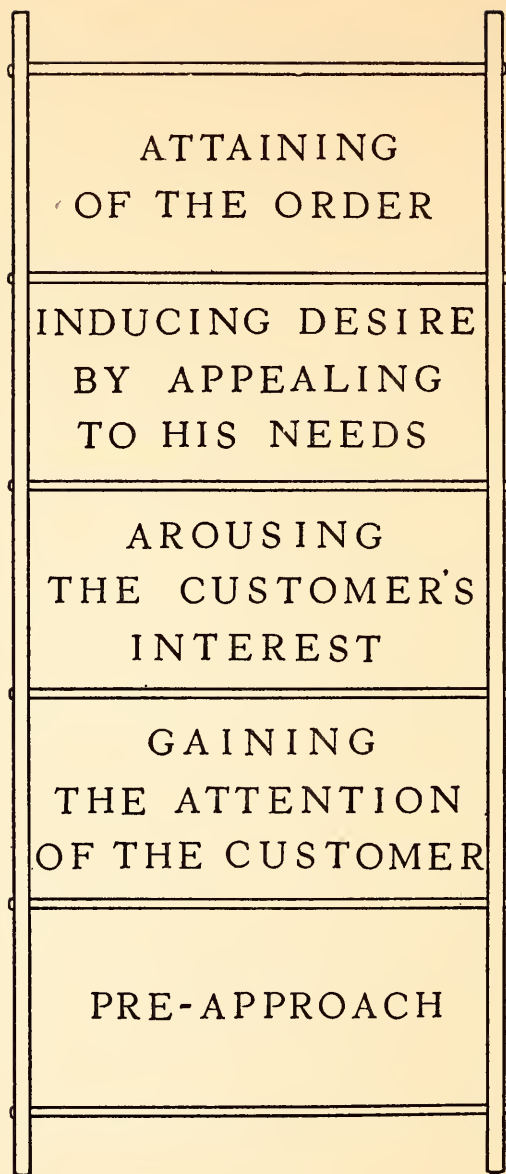 ATTAINING
OF THE ORDER
INDUCING DESIRE
BY APPEALING
TO HIS NEEDS
AROUSING
THE CUSTOMER'S
INTEREST
GAINING
THE ATTENTION
OF THE CUSTOMER
PRE-APPROACH